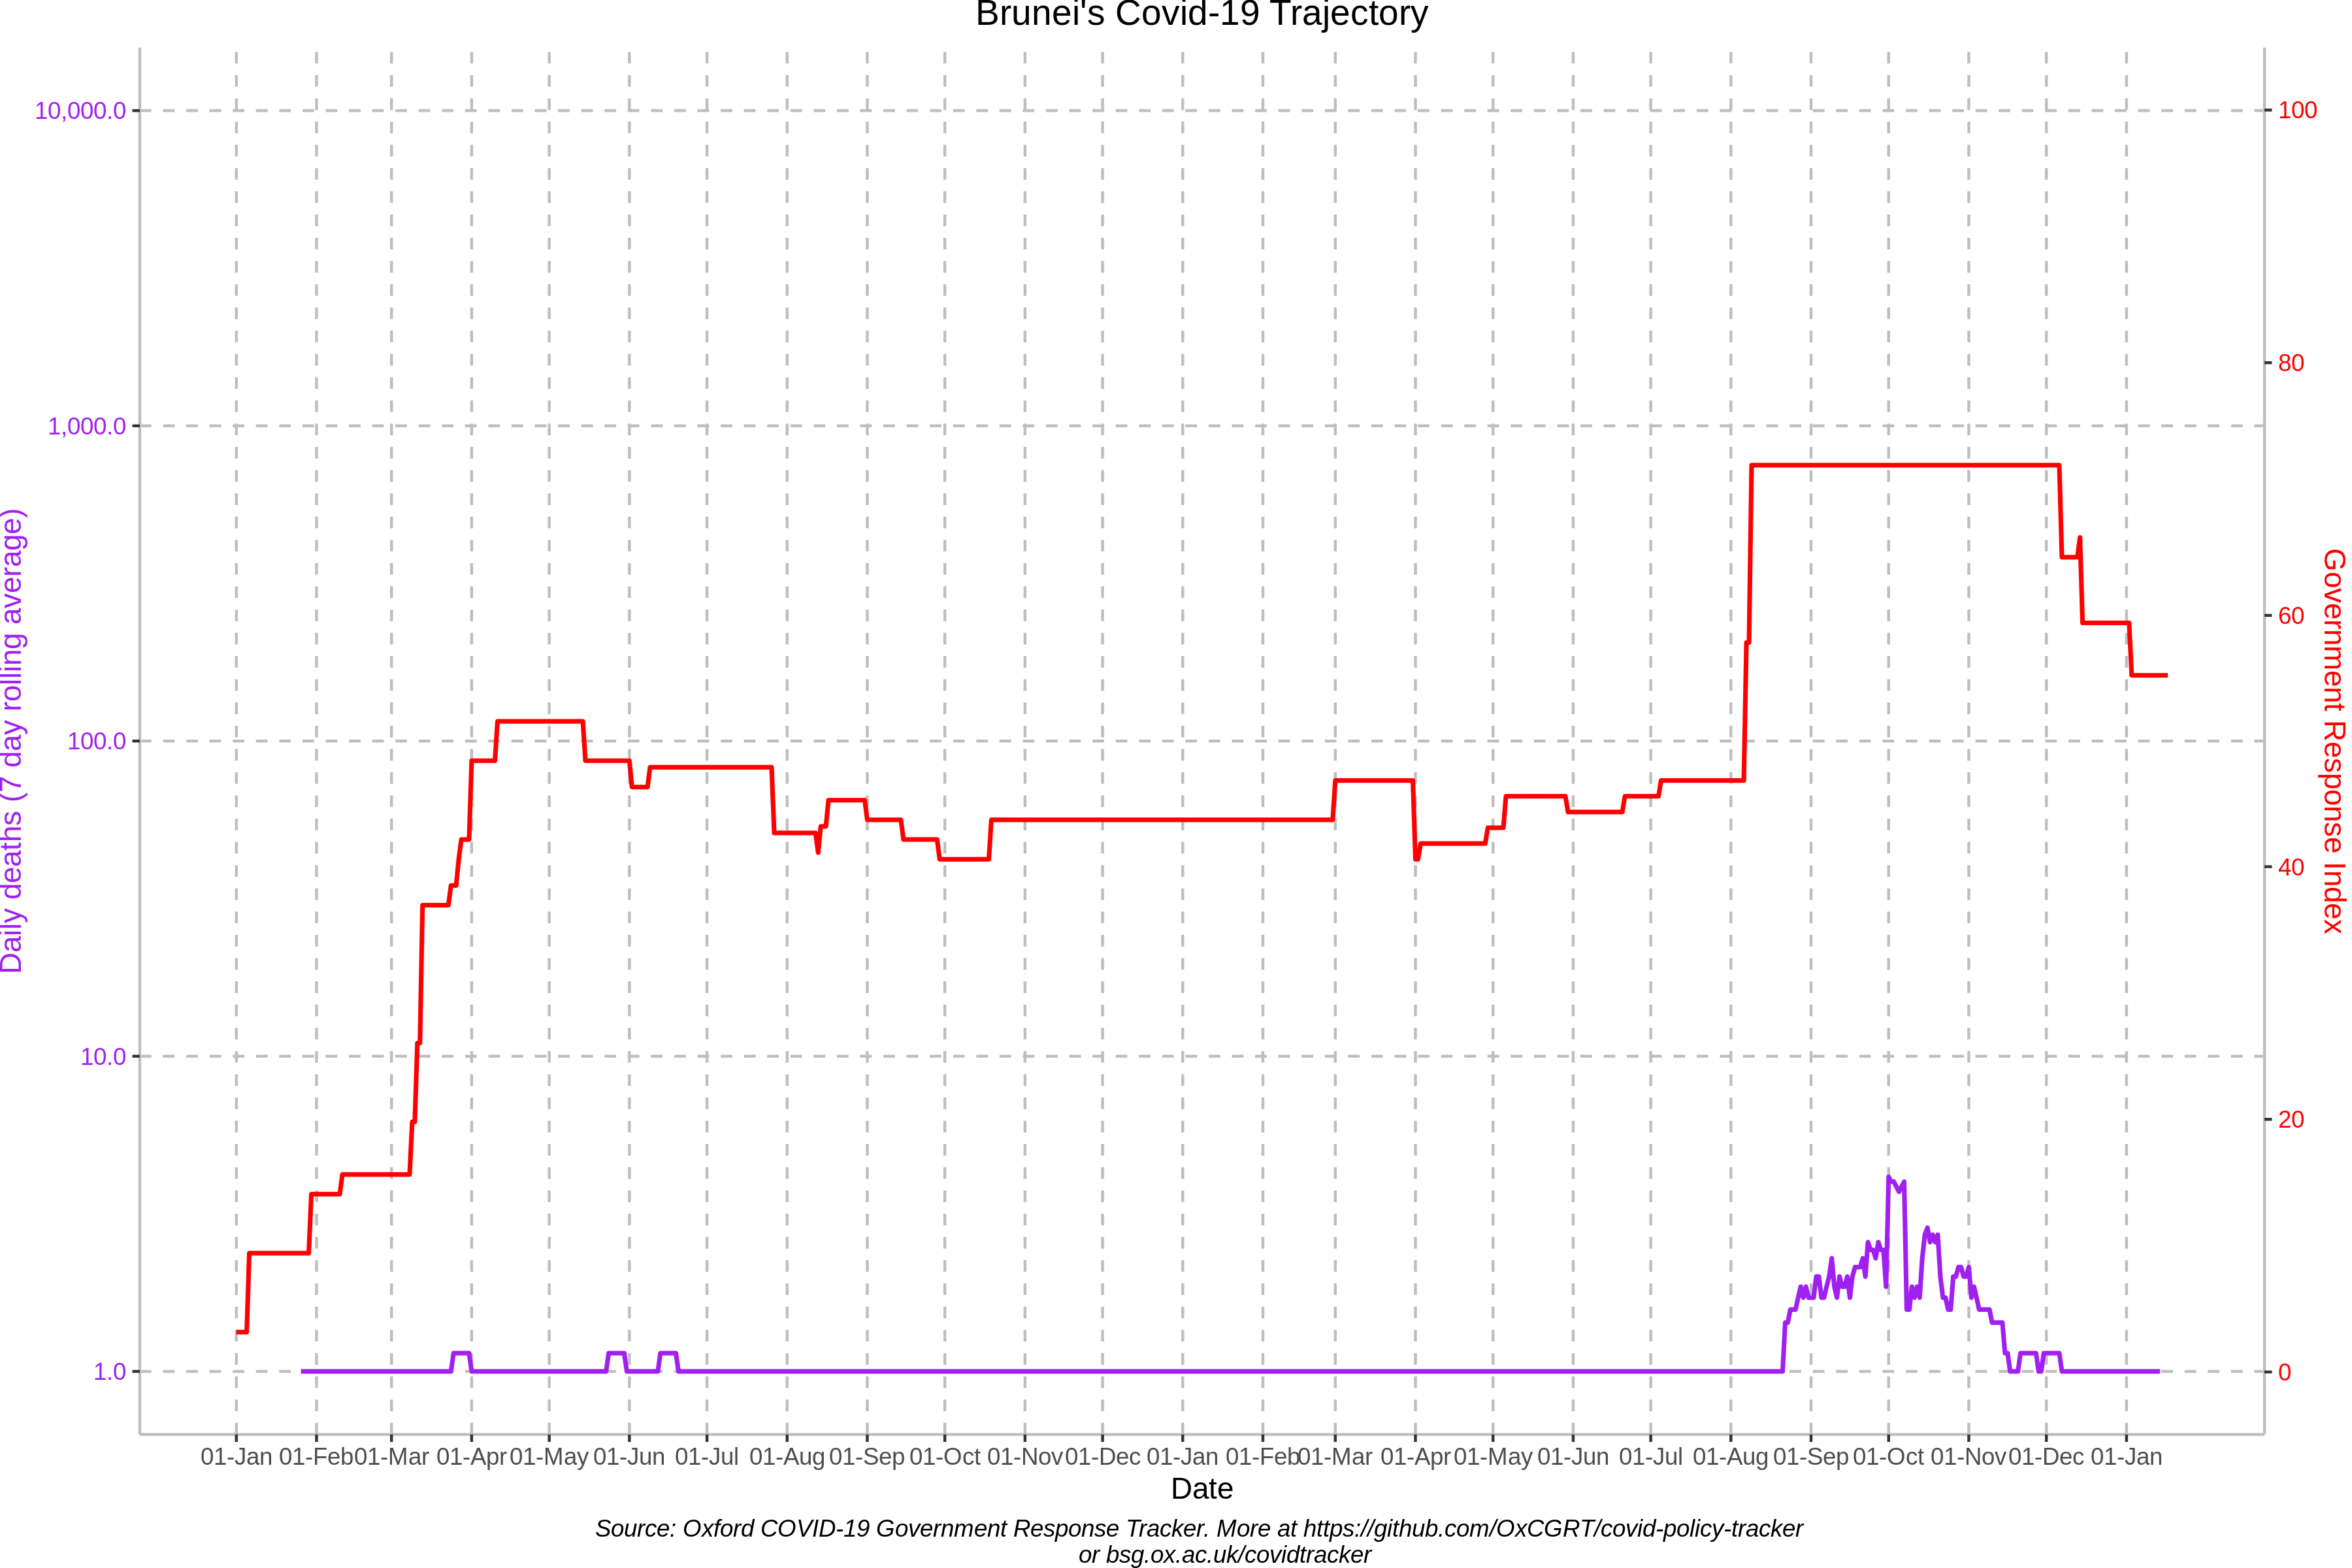 Brunei's Covid-19 Trajectory
10,000.0
1,000.0
100.0
10.0
1.0
Daily deaths (7 day rolling average)
100
80
60
40
20
0
Government Response Index
01-Jan 01-Feb 01-Mar 01-Apr 01-May 01-Jun 01-Jul 01-Aug 01-Sep 01-Oct 01-Nov 01-Dec 01-Jan 01-Feb 01-Mar 01-Apr 01-May 01-Jun 01-Jul 01-Aug 01-Sep 01-Oct 01-Nov 01-Dec 01-Jan
Date
Source: Oxford COVID-19 Government Response Tracker. More at https://github.com/OxCGRT/covid-policy-tracker
or bsg.ox.ac.uk/covidtracker